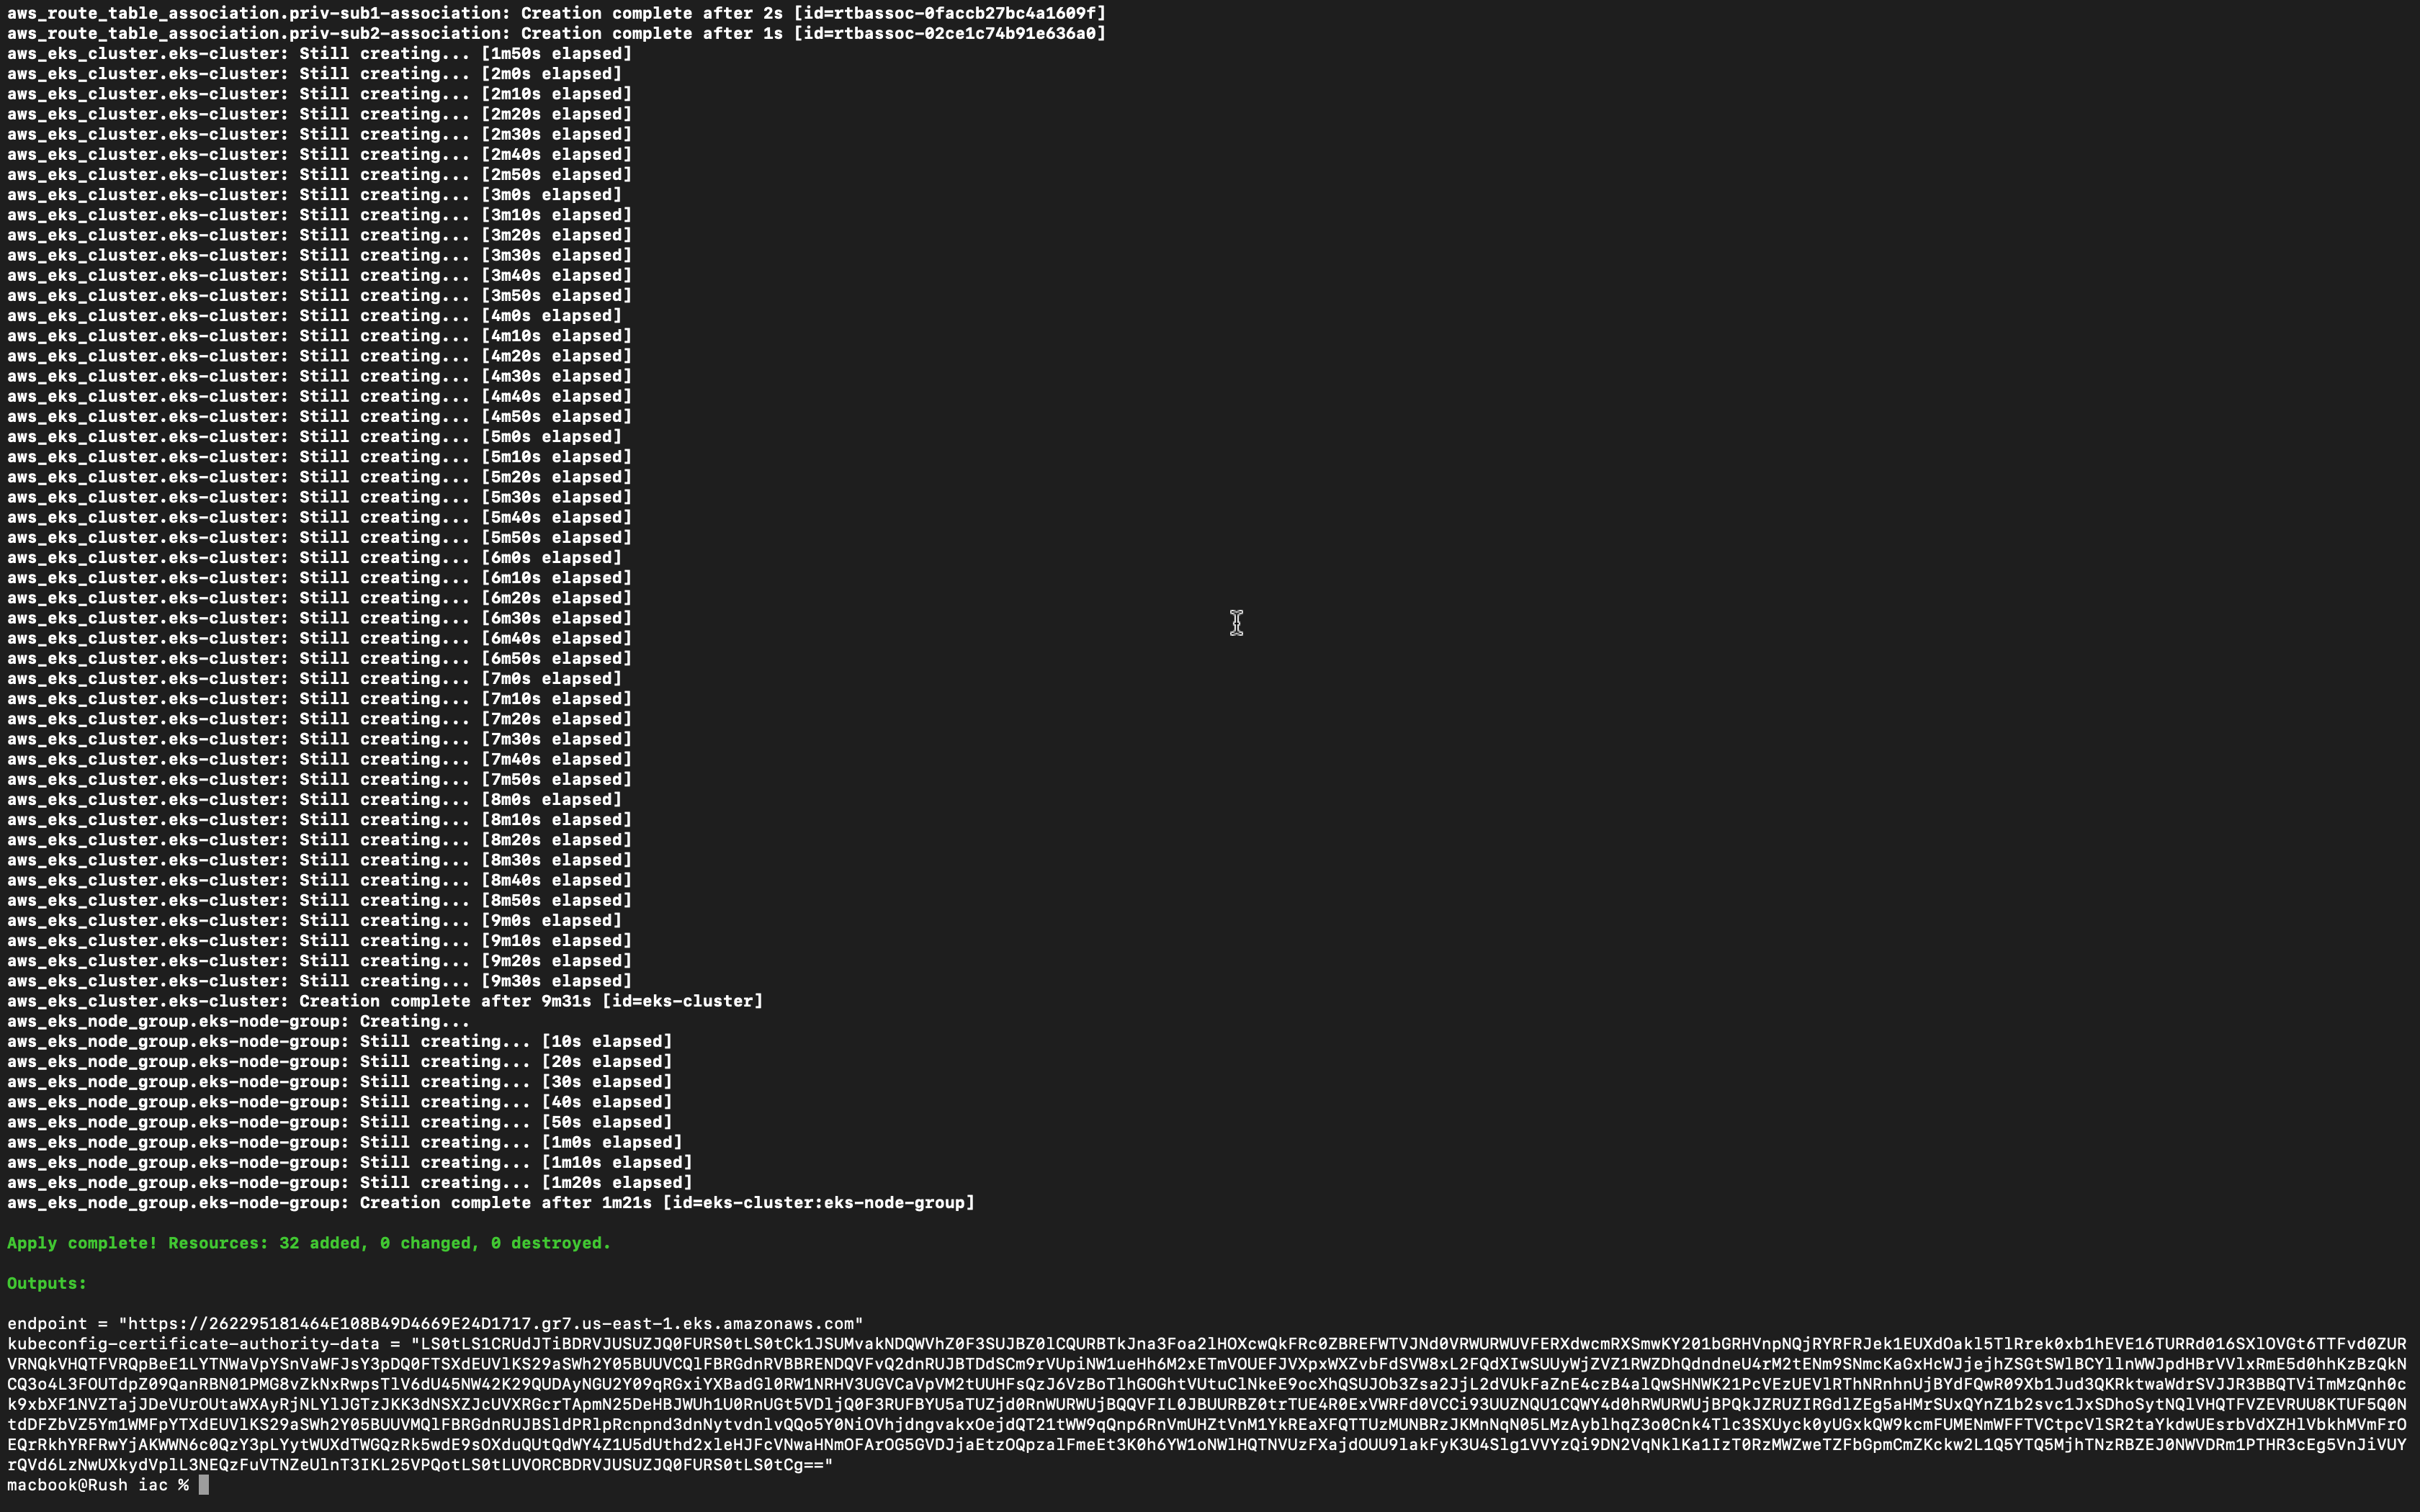 aws_route_table_association.priv-sub1-association: Creation complete after 2s [id=rtbassoc-0faccb27bc4a1609f]
aws_route_table_association.priv-sub2-association: Creation complete after 1s [id=rtbassoc-02ce1c74b91e636a0]
aws_eks_cluster.eks-cluster: Still creating... [1m50s elapsed]
aws_eks_cluster.eks-cluster: Still creating... [2m0s elapsed]
aws_eks_cluster.eks-cluster: Still creating... [2m10s elapsed]
aws_eks_cluster.eks-cluster: Still creating... [2m20s elapsed]
aws_eks_cluster.eks-cluster: Still creating... [2m30s elapsed]
aws_eks_cluster.eks-cluster: Still creating... [2m40s elapsed]
aws_eks_cluster.eks-cluster: Still creating... [2m50s elapsed]
aws_eks_cluster.eks-cluster: Still creating... [3m0s elapsed]
aws_eks_cluster.eks-cluster: Still creating... [3m10s elapsed]
aws_eks_cluster.eks-cluster: Still creating... [3m20s elapsed]
aws_eks_cluster.eks-cluster: Still creating... [3m30s elapsed]
aws_eks_cluster.eks-cluster: Still creating... [3m40s elapsed]
aws_eks_cluster.eks-cluster: Still creating... [3m50s elapsed]
aws_eks_cluster.eks-cluster: Still creating... [4m0s elapsed]
aws_eks_cluster.eks-cluster: Still creating... [4m10s elapsed]
aws_eks_cluster.eks-cluster: Still creating... [4m20s elapsed]
aws_eks_cluster.eks-cluster: Still creating... [4m30s elapsed]
aws_eks_cluster.eks-cluster: Still creating... [4m40s elapsed]
aws_eks_cluster.eks-cluster: Still creating... [4m50s elapsed]
aws_eks_cluster.eks-cluster: Still creating... [5m0s elapsed]
aws_eks_cluster.eks-cluster: Still creating... [5m10s elapsed]
aws_eks_cluster.eks-cluster: Still creating... [5m20s elapsed]
aws_eks_cluster.eks-cluster: Still creating... [5m30s elapsed]
aws_eks_cluster.eks-cluster: Still creating... [5m40s elapsed]
aws_eks_cluster.eks-cluster: Still creating... [5m50s elapsed]
aws_eks_cluster.eks-cluster: Still creating... [6m0s elapsed]
aws_eks_cluster.eks-cluster: Still creating... [6m10s elapsed]
aws_eks_cluster.eks-cluster: Still creating... [6m20s elapsed]
aws_eks_cluster.eks-cluster: Still creating... [6m30s elapsed]
aws_eks_cluster.eks-cluster: Still creating... [6m40s elapsed]
aws_eks_cluster.eks-cluster: Still creating... [6m50s elapsed]
aws_eks_cluster.eks-cluster: Still creating... [7m0s elapsed]
aws_eks_cluster.eks-cluster: Still creating... [7m10s elapsed]
aws_eks_cluster.eks-cluster: Still creating... [7m20s elapsed]
aws_eks_cluster.eks-cluster: Still creating... [7m30s elapsed]
aws_eks_cluster.eks-cluster: Still creating... [7m40s elapsed]
aws_eks_cluster.eks-cluster: Still creating... [7m50s elapsed]
aws_eks_cluster.eks-cluster: Still creating... [8m0s elapsed]
aws_eks_cluster.eks-cluster: Still creating... [8m10s elapsed]
aws_eks_cluster.eks-cluster: Still creating... [8m20s elapsed]
aws_eks_cluster.eks-cluster: Still creating... [8m30s elapsed]
aws_eks_cluster.eks-cluster: Still creating... [8m40s elapsed]
aws_eks_cluster.eks-cluster: Still creating... [8m50s elapsed]
aws_eks_cluster.eks-cluster: Still creating... [9m0s elapsed]
aws_eks_cluster.eks-cluster: Still creating... [9m10s elapsed]
aws_eks_cluster.eks-cluster: Still creating... [9m20s elapsed]
aws_eks_cluster.eks-cluster: Still creating... [9m30s elapsed]
aws_eks_cluster.eks-cluster: Creation complete after 9m31s [id=eks-cluster]
aws_eks_node_group.eks-node-group: Creating...
aws_eks_node_group.eks-node-group: Still creating... [10s elapsed]
aws_eks_node_group.eks-node-group: Still creating... [20s elapsed]
aws_eks_node_group.eks-node-group: Still creating... [30s elapsed]
aws_eks_node_group.eks-node-group: Still creating... [40s elapsed]
aws_eks_node_group.eks-node-group: Still creating... [50s elapsed]
aws_eks_node_group.eks-node-group: Still creating... [1m0s elapsed]
aws_eks_node_group.eks-node-group: Still creating... [1m10s elapsed]
aws_eks_node_group.eks-node-group: Still creating... [1m20s elapsed]
aws_eks_node_group.eks-node-group: Creation complete after 1m21s [id=eks-cluster:eks-node-group]
Apply complete! Resources: 32 added, 0 changed, 0 destroyed.
Outputs:
endpoint = "https://262295181464E108B49D4669E24D1717.gr7.us-east-1.eks.amazonaws.com"
kubeconfig-certificate-authority-data =
macbook@Rush iac %